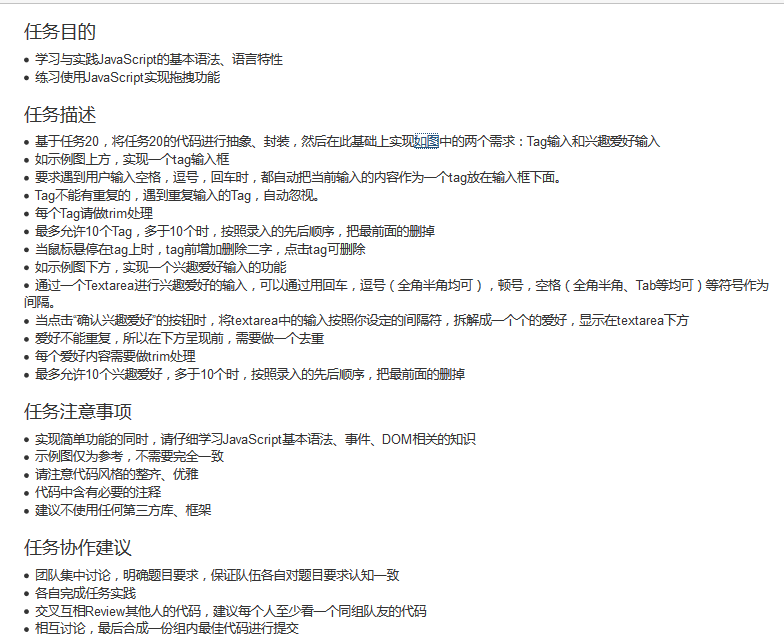 任务目的
• 学习与实践JavaScript的基本语法、语言特性
• 练习使用JavaScript实现拖拽功能
任务描述
• 基于任务20，将任务20的代码进行抽象、封装，然后在此基础上实现如图中的两个需求：Tag输入和兴趣爱好输入
• 如示例图上方，实现一个tag输入框
• 要求遇到用户输入空格，逗号，回车时，都自动把当前输入的内容作为一个tag放在输入框下面。
• Tag不能有重复的，遇到重复输入的Tag，自动忽视。
• 每个Tag请做trim处理
• 最多允许10个Tag，多于10个时，按照录入的先后顺序，把最前面的删掉
• 当鼠标悬停在tag上时，tag前增加删除二字，点击tag可删除
• 如示例图下方，实现一个兴趣爱好输入的功能
• 通过一个Textarea进行兴趣爱好的输入，可以通过用回车，逗号（全角半角均可），顿号，空格（全角半角、Tab等均可）等符号作为
间隔。
• 当点击“确认兴趣爱好”的按钮时，将textarea中的输入按照你设定的间隔符，拆解成一个个的爱好，显示在textarea下方
• 爱好不能重复，所以在下方呈现前，需要做一个去重
• 每个爱好内容需要做trim处理
• 最多允许10个兴趣爱好，多于10个时，按照录入的先后顺序，把最前面的删掉
任务注意事项
• 实现简单功能的同时，请仔细学习JavaScript基本语法、事件、DOM相关的知识
• 示例图仅为参考，不需要完全一致
• 请注意代码风格的整齐、优雅
• 代码中含有必要的注释
• 建议不使用任何第三方库、框架
任务协作建议
• 团队集中讨论，明确题目要求，保证队伍各自对题目要求认知一致
• 各自完成任务实践
• 交叉互相Review其他人的代码，建议每个人至少看一个同组队友的代码
• 相互讨论，最后合成一份组内最佳代码进行提交